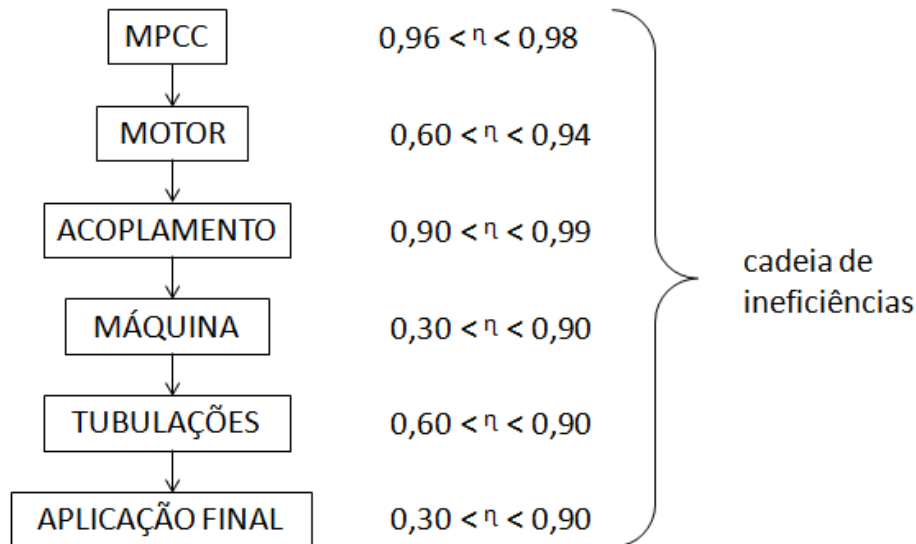 MPCC 0,96 < η < 0,98
MOTOR 0,60 < η < 0,94
ACOPLAMENTO 0,90 < η < 0,99
MÁQUINA 0,30 < η < 0,90
TUBULAÇÕES 0,60 < η < 0,90
APLICAÇÃO FINAL 0,30 < η < 0,90
cadeia de
ineficiências